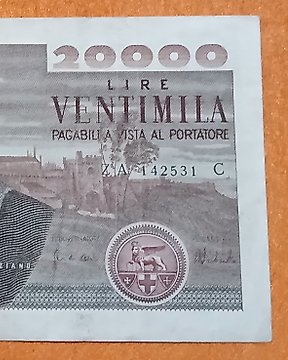 20000
LIRE
VENTIMILA
PAGABILI A VISTA AL PORTATORE
ZA 142531 C